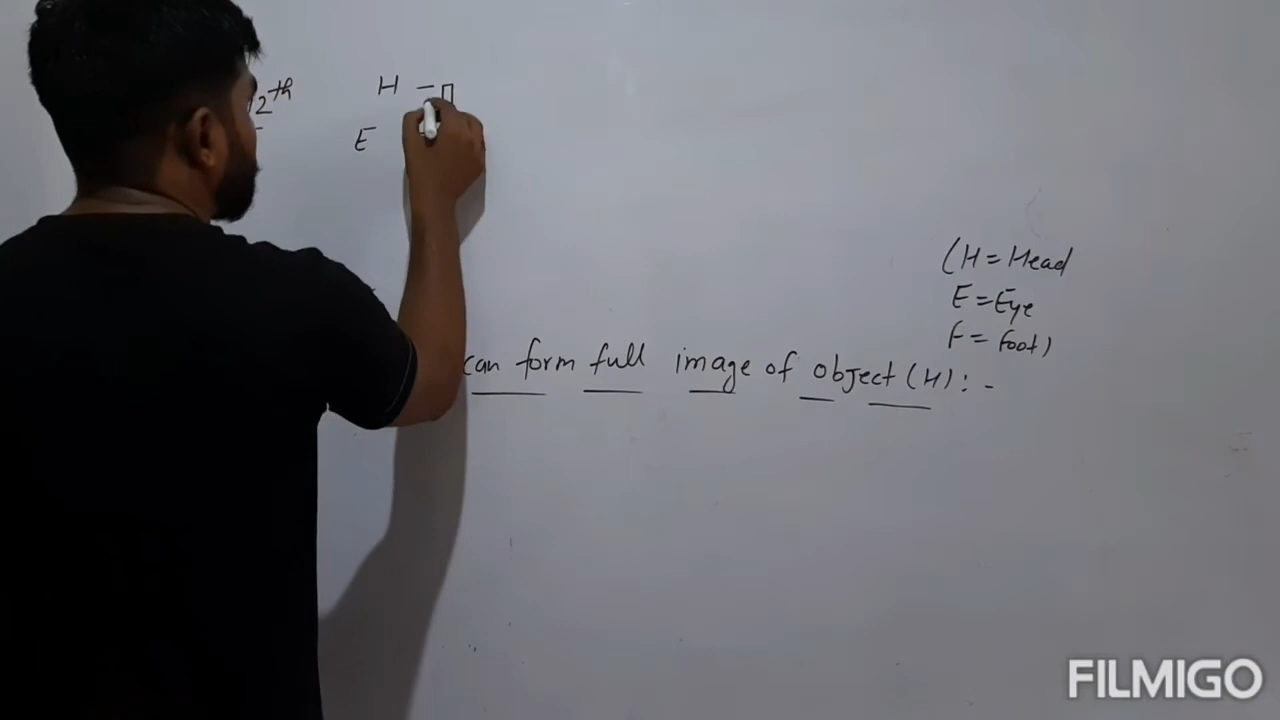 12th
H -
E
(H = Head
E = Eye
F = Foot)
can form full image of object (H) : -
FILMIGO